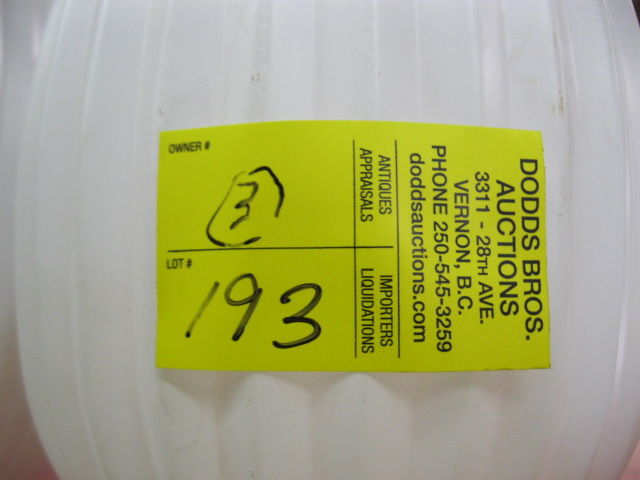 DODDS BROS.
AUCTIONS
3311 - 28TH AVE.
VERNON, B.C.
PHONE 250-545-3259
doddsauctions.com
ANTIQUES
APPRAISALS
IMPORTERS
LIQUIDATIONS
OWNER #
3
LOT #
193